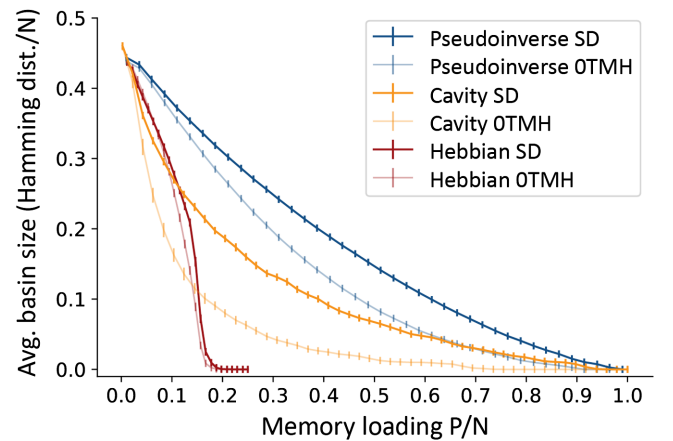 Avg. basin size (Hamming dist./N)
0.5
0.4
0.3
0.2
0.1
0.0
Pseudoinverse SD
Pseudoinverse 0TMH
Cavity SD
Cavity 0TMH
Hebbian SD
Hebbian 0TMH
0.0 0.1 0.2 0.3 0.4 0.5 0.6 0.7 0.8 0.9 1.0
Memory loading P/N